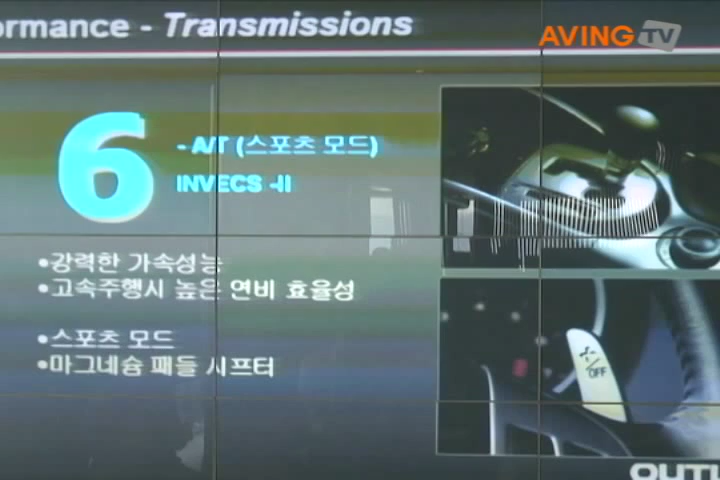 ormance - Transmissions
AVING TV
6 - A/T (스포츠 모드)
INVECS -II
•강력한 가속성능
•고속주행시 높은 연비 효율성
•스포츠 모드
•마그네슘 패들 시프터
-/OFF
OUTL